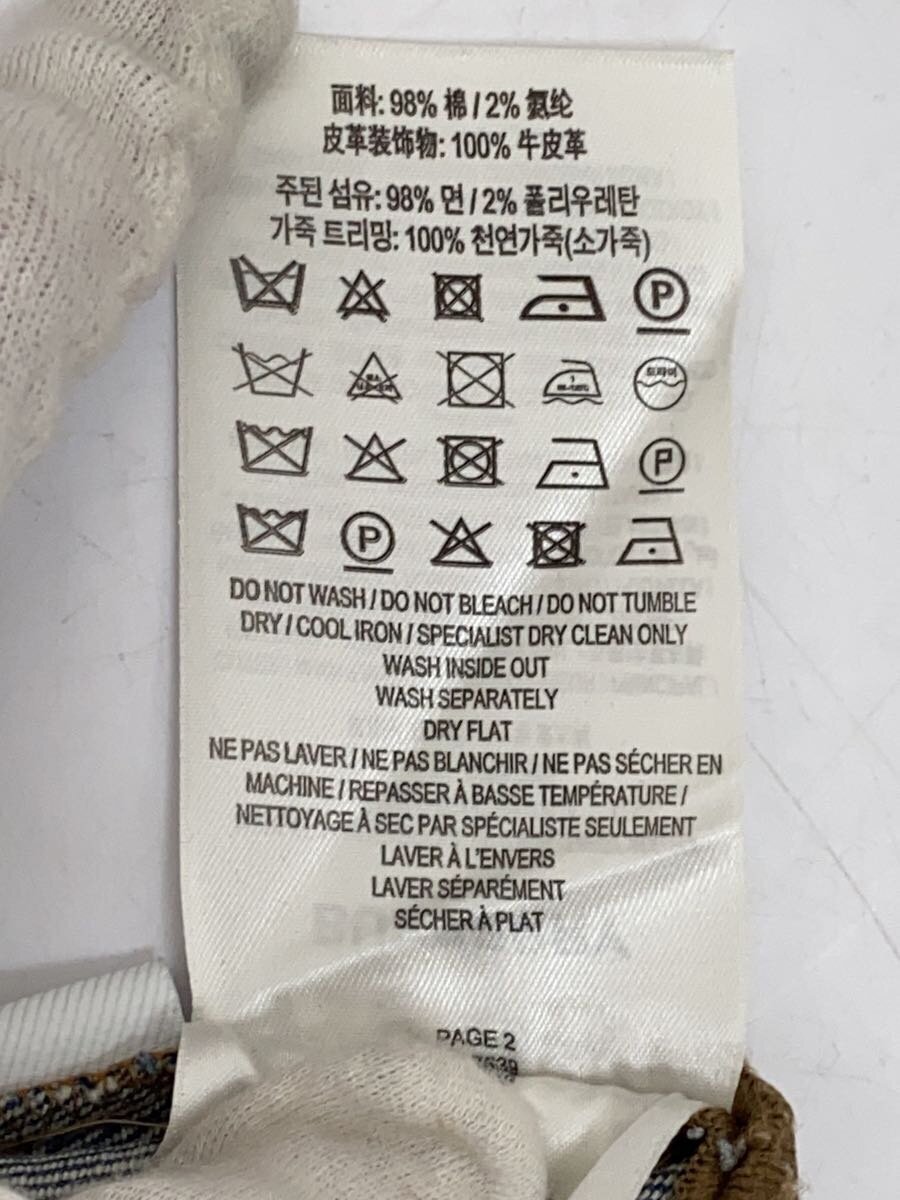 面料: 98% 棉 / 2% 氨纶
皮革装饰物: 100% 牛皮革
주된 섬유: 98% 면 / 2% 폴리우레탄
가죽 트리밍: 100% 천연가죽(소가죽)
P
드라이
P
P
DO NOT WASH / DO NOT BLEACH / DO NOT TUMBLE
DRY / COOL IRON / SPECIALIST DRY CLEAN ONLY
WASH INSIDE OUT
WASH SEPARATELY
DRY FLAT
NE PAS LAVER / NE PAS BLANCHIR / NE PAS SÉCHER EN
MACHINE / REPASSER À BASSE TEMPÉRATURE /
NETTOYAGE À SEC PAR SPÉCIALISTE SEULEMENT
LAVER À L'ENVERS
LAVER SÉPARÉMENT
SÉCHER À PLAT
PAGE 2